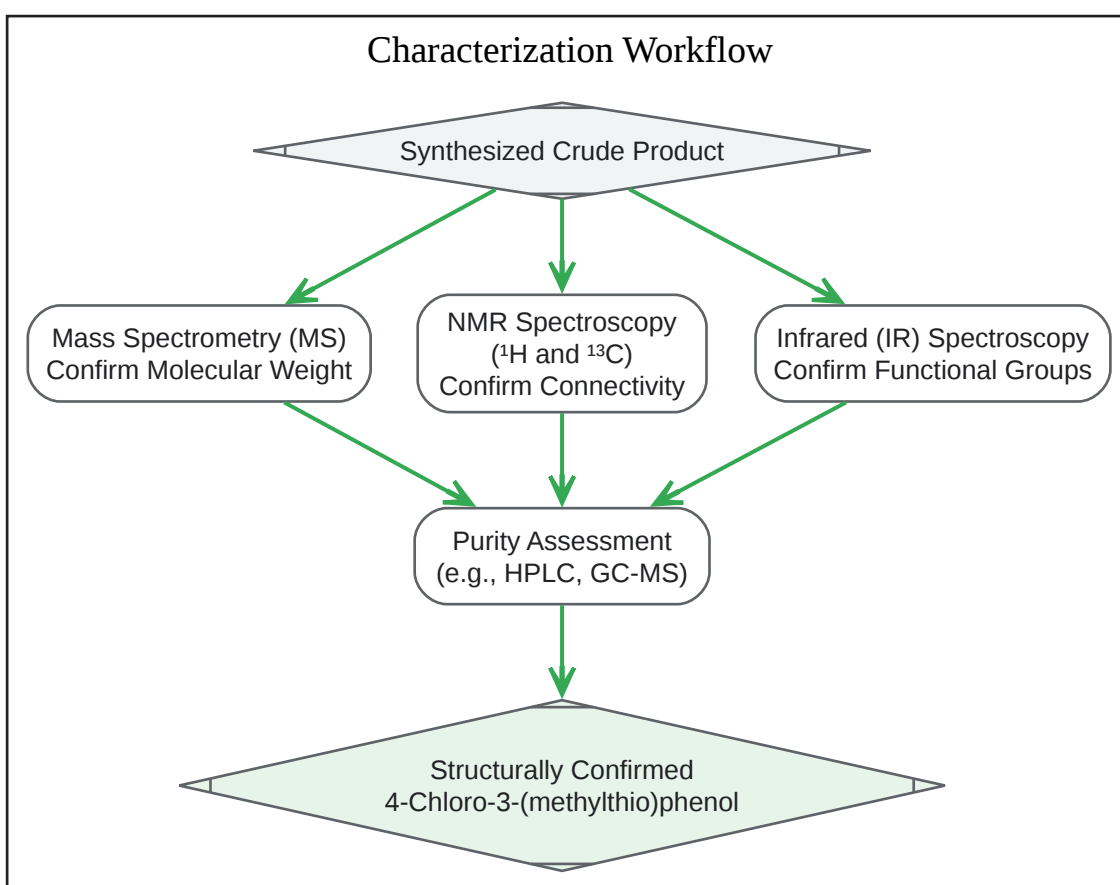 Characterization Workflow
Synthesized Crude Product
Mass Spectrometry (MS)
Confirm Molecular Weight
NMR Spectroscopy
(¹H and ¹³C)
Confirm Connectivity
Infrared (IR) Spectroscopy
Confirm Functional Groups
Purity Assessment
(e.g., HPLC, GC-MS)
Structurally Confirmed
4-Chloro-3-(methylthio)phenol